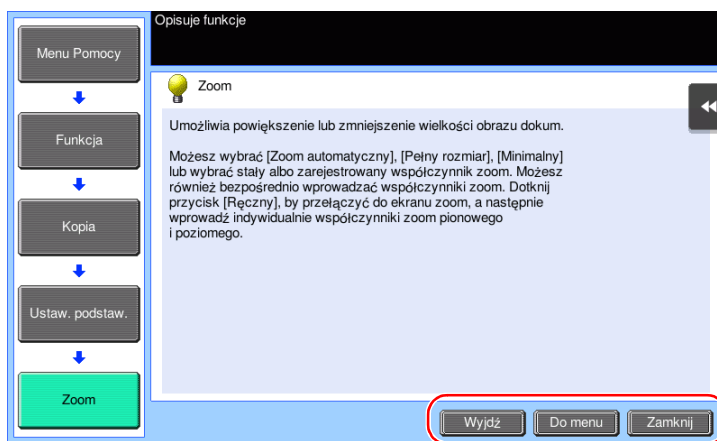 Opisuje funkcje
Menu Pomocy
Funkcja
Kopia
Ustaw. podstaw.
Zoom
Zoom
Umożliwia powiększenie lub zmniejszenie wielkości obrazu dokum.
Możesz wybrać [Zoom automatyczny], [Pełny rozmiar], [Minimalny]
lub wybrać stały albo zarejestrowany współczynnik zoom. Możesz
również bezpośrednio wprowadzać współczynniki zoom. Dotknij
przycisk [Ręczny], by przełączyć do ekranu zoom, a następnie
wprowadź indywidualnie współczynniki zoom pionowego
i poziomego.
Wyjdź
Do menu
Zamknij